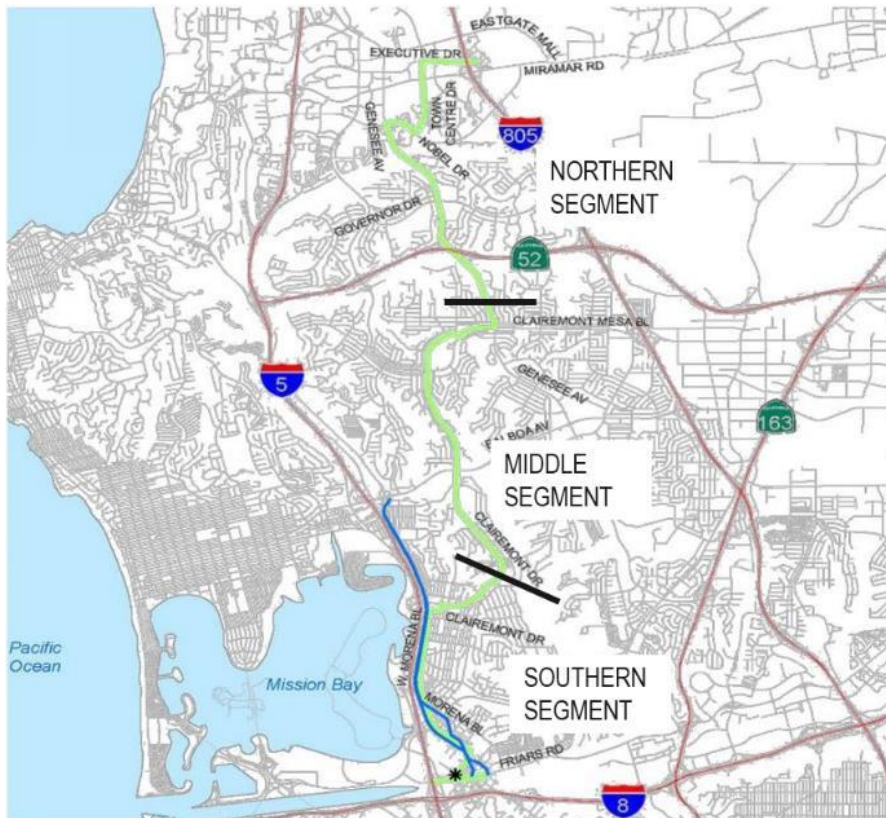 EASTGATE MALL
EXECUTIVE DR
MIRAMAR RD
TOWN
CENTRE DR
GENESEE AV
805
NOBEL DR
NORTHERN
SEGMENT
GOVERNOR DR
52
CLAIREMONT MESA BL
5
GENESEE AV
163
BALBOA AV
MIDDLE
SEGMENT
CLAIREMONT DR
CLAIREMONT DR
W. MORENA BL
Pacific
Ocean
Mission Bay
SOUTHERN
SEGMENT
MORENA BL
FRIARS RD
8